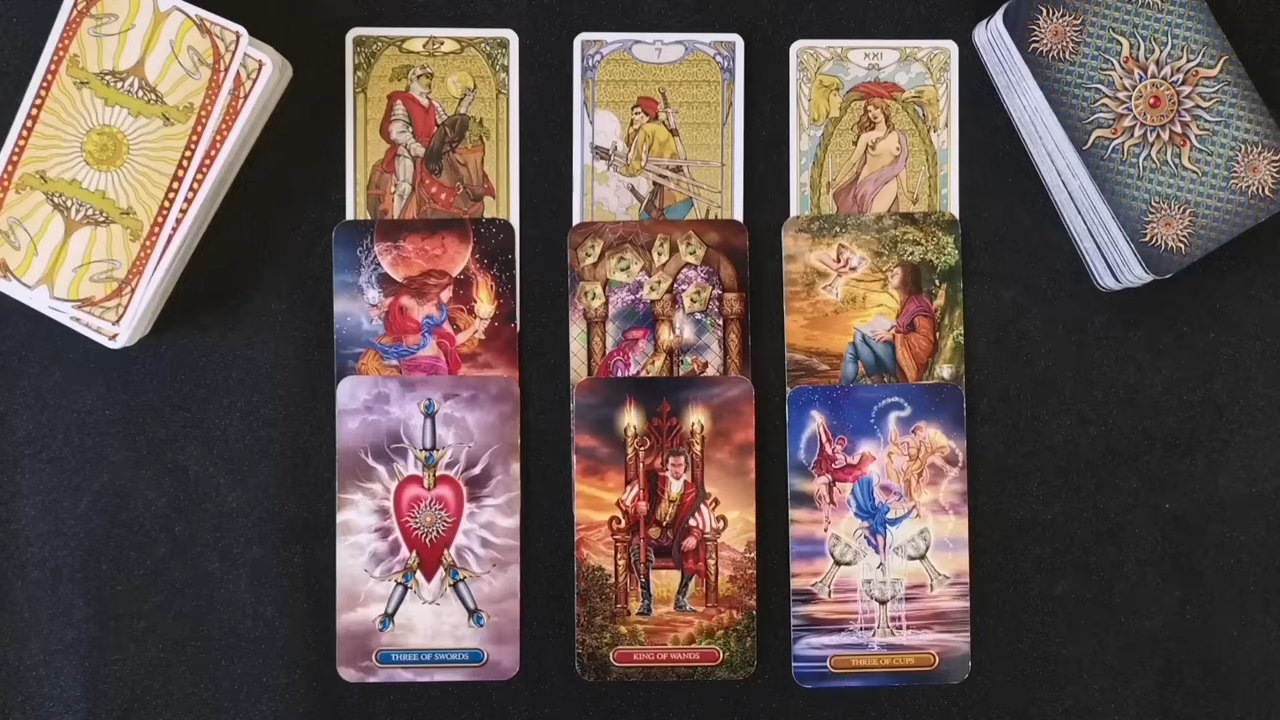 7
XXI
THREE OF SWORDS
KING OF WANDS
THREE OF CUPS